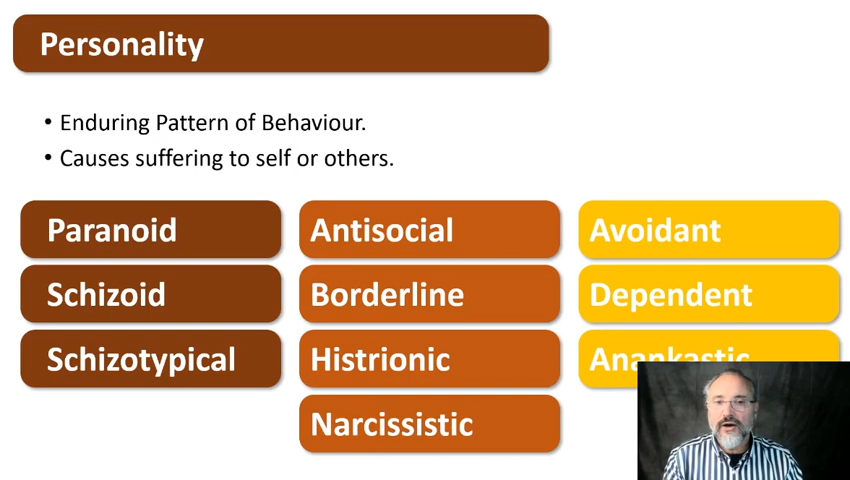 Personality
• Enduring Pattern of Behaviour.
• Causes suffering to self or others.
Paranoid
Antisocial
Avoidant
Schizoid
Borderline
Dependent
Schizotypical
Histrionic
Anankastic
Narcissistic